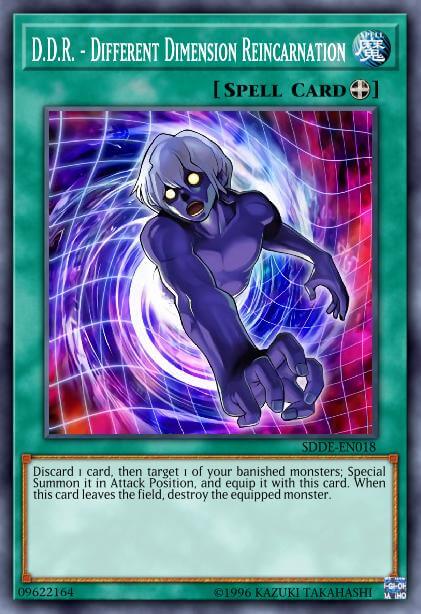 D.D.R. - DIFFERENT DIMENSION REINCARNATION
SPELL
魔
[SPELL CARD]
SDDE-EN018
Discard 1 card, then target 1 of your banished monsters; Special
Summon it in Attack Position, and equip it with this card. When
this card leaves the field, destroy the equipped monster.
09622164
©1996 KAZUKI TAKAHASHI